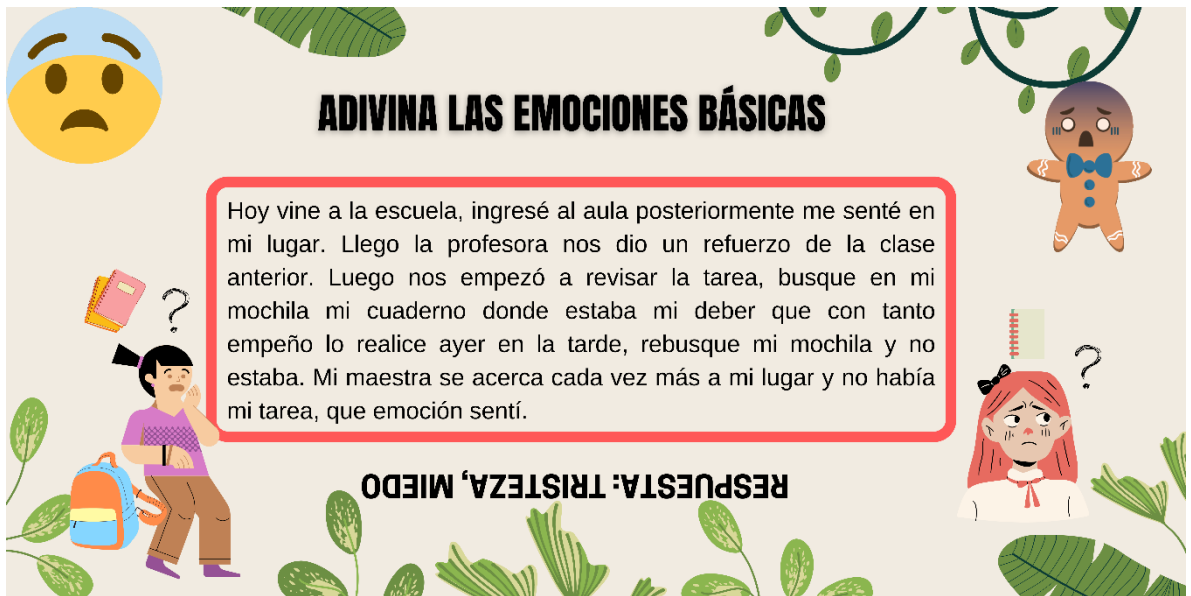 ADIVINA LAS EMOCIONES BÁSICAS
Hoy vine a la escuela, ingresé al aula posteriormente me senté en
mi lugar. Llego la profesora nos dio un refuerzo de la clase
anterior. Luego nos empezó a revisar la tarea, busque en mi
mochila mi cuaderno donde estaba mi deber que con tanto
empeño lo realice ayer en la tarde, rebusque mi mochila y no
estaba. Mi maestra se acerca cada vez más a mi lugar y no había
mi tarea, que emoción sentí.
?
?
RESPUESTA: TRISTEZA, MIEDO